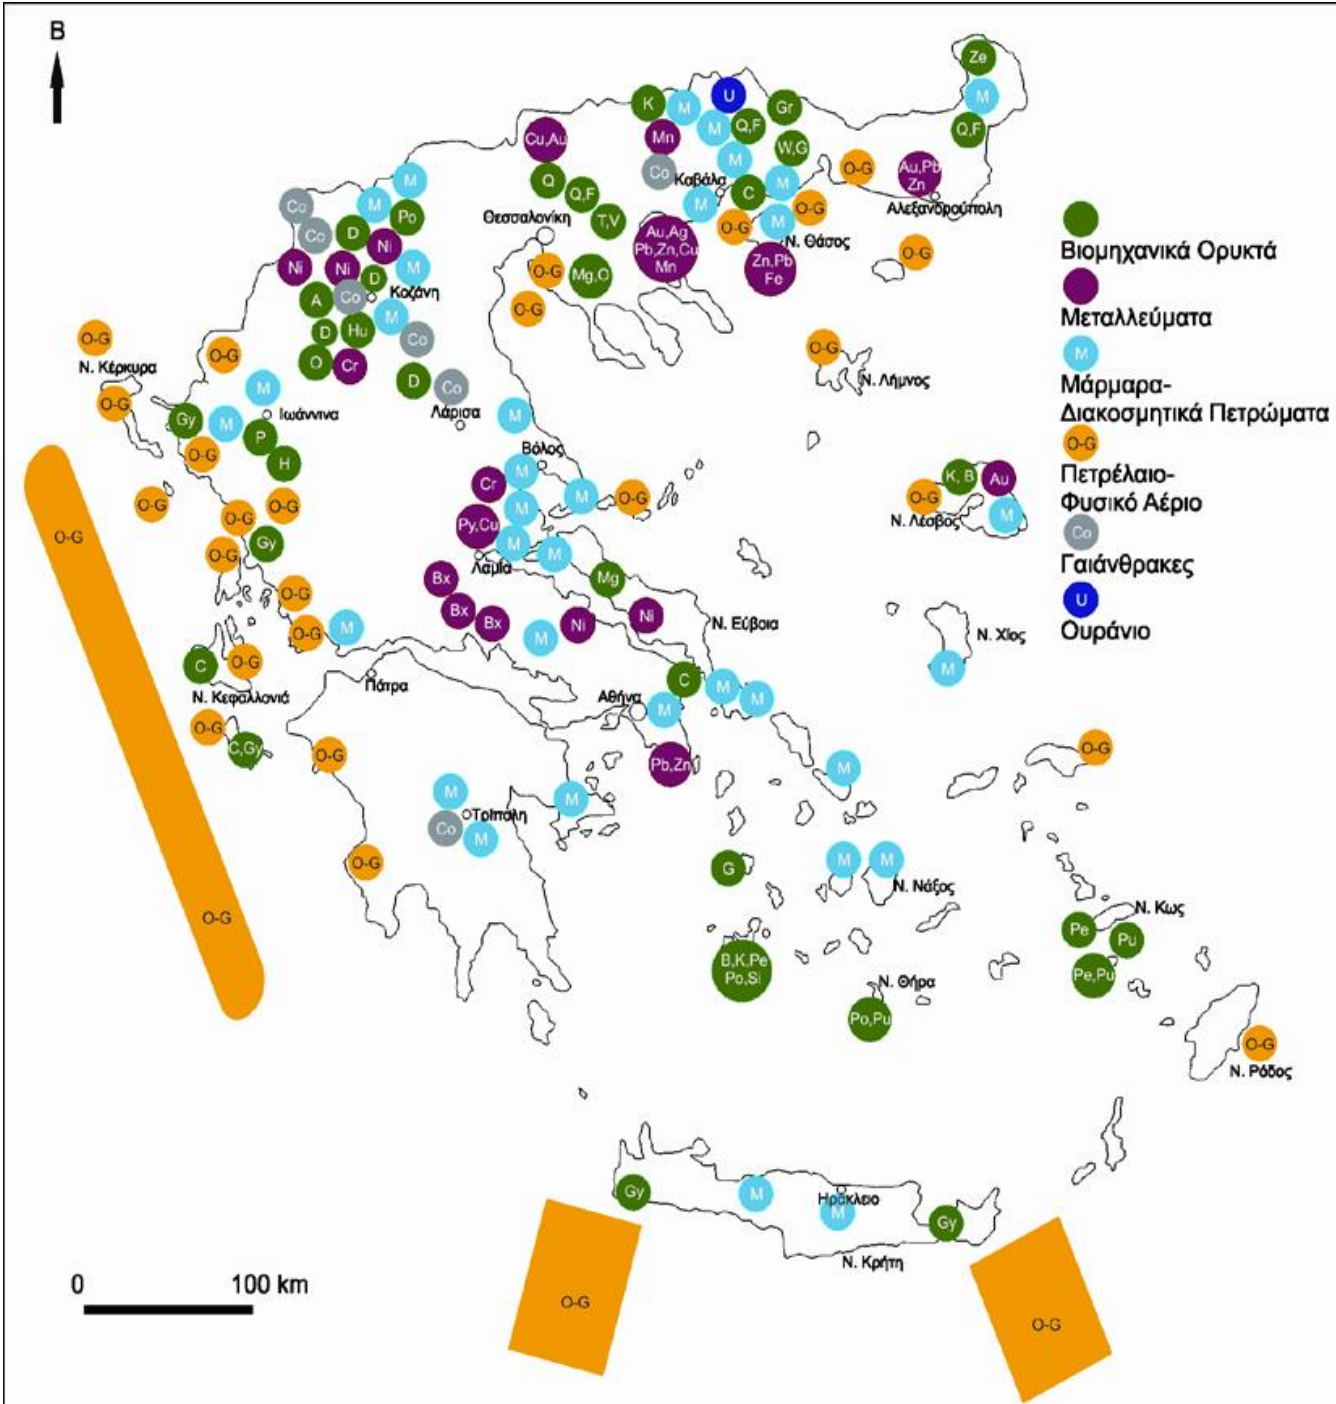 B
Ze
M
Q,F
K
M
U
Gr
M
Q,F
Cu,Au
Mn
W,G
M
Co
O-G
Au,Pb
Zn
Καβάλα
C
M
Αλεξανδρούπολη
Q
Q,F
T,V
Θεσσαλονίκη
M
O-G
M
O-G
Ν. Θάσος
Au,Ag
Pb,Zn,Cu
Mn
Zn,Pb
Fe
O-G
O-G
Mg,O
O-G
M
Co
M
Po
Co
D
Ni
Ni
Ni
D
M
A
Co
Κοζάνη
D
Hu
M
Co
O
Cr
D
Co
Λάρισα
O-G
Ν. Κέρκυρα
O-G
O-G
M
Ιωάννινα
Gy
M
P
O-G
H
O-G
O-G
O-G
Gy
O-G
O-G
O-G
M
O-G
Ν. Λήμνος
M
Βόλος
M
Cr
M
O-G
M
Py,Cu
M
M
Λαμία
Bx
Mg
Bx
Bx
M
Ni
Ni
Ν. Εύβοια
K, B
Au
O-G
M
Ν. Λέσβος
Ν. Χίος
M
O-G
C
O-G
Ν. Κεφαλλονιά
O-G
C,Gy
Πάτρα
O-G
C
M
M
Αθήνα
M
Pb,Zn
M
O-G
M
Τρίπολη
Co
M
M
O-G
O-G
G
M
M
Ν. Νάξος
B,K,Pe
Po,Si
Ν. Θήρα
Po,Pu
Ν. Κως
Pe
Pu
Pe,Pu
O-G
Ν. Ρόδος
Gy
M
Ηράκλειο
M
Gy
Ν. Κρήτη
O-G
O-G
0
100 km
Βιομηχανικά Ορυκτά
Μεταλλεύματα
M
Μάρμαρα-
Διακοσμητικά Πετρώματα
O-G
Πετρέλαιο-
Φυσικό Αέριο
Co
Γαιάνθρακες
U
Ουράνιο